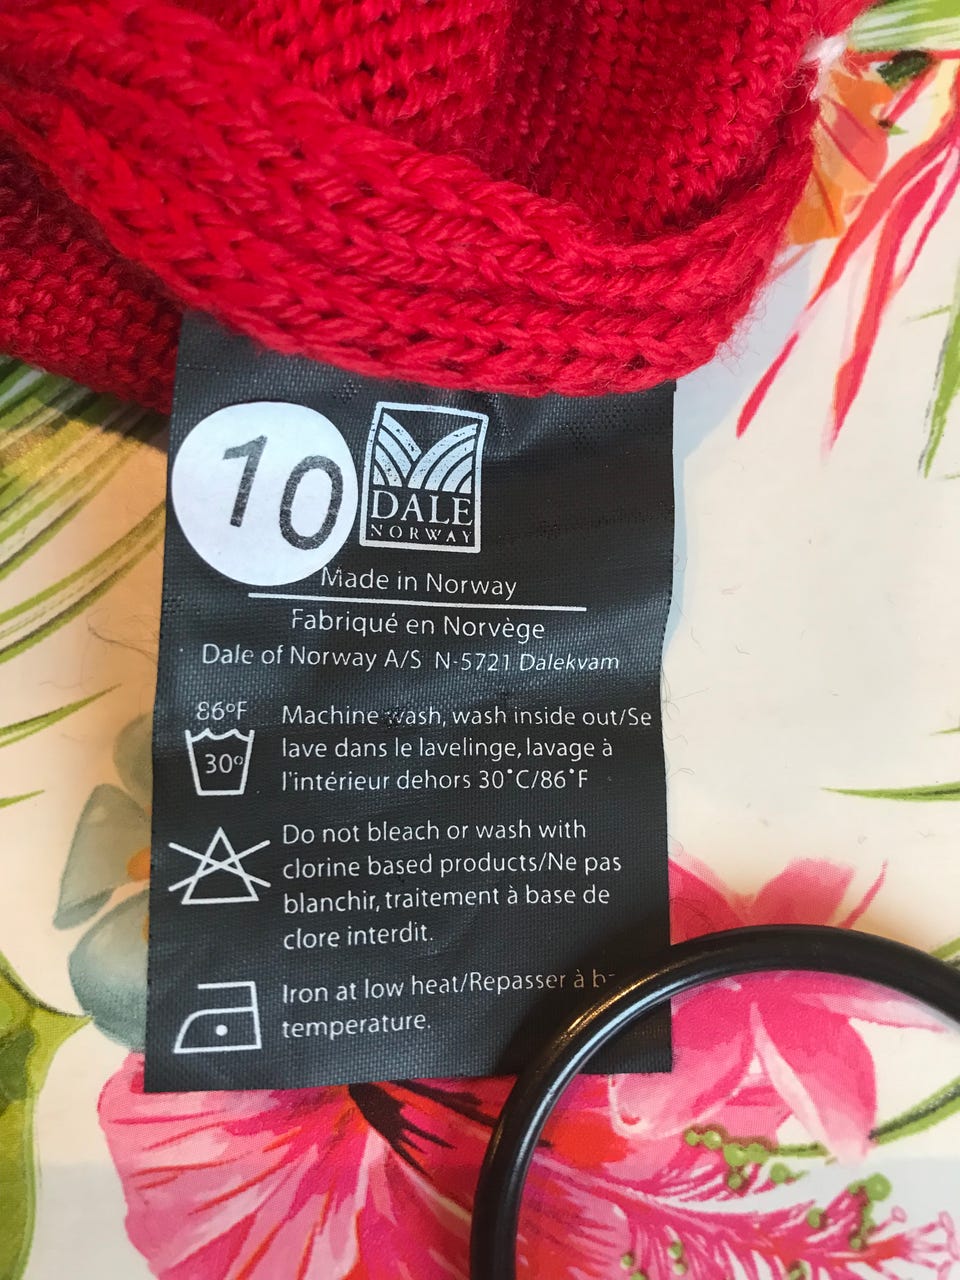 10
DALE
NORWAY
Made in Norway
Fabriqué en Norvège
Dale of Norway A/S N-5721 Dalekvam
86°F
30°
Machine wash, wash inside out/Se
lave dans le lavelinge, lavage à
l'intérieur dehors 30°C/86°F
Do not bleach or wash with
clorine based products/Ne pas
blanchir, traitement à base de
clore interdit.
Iron at low heat/Repasser à
temperature.